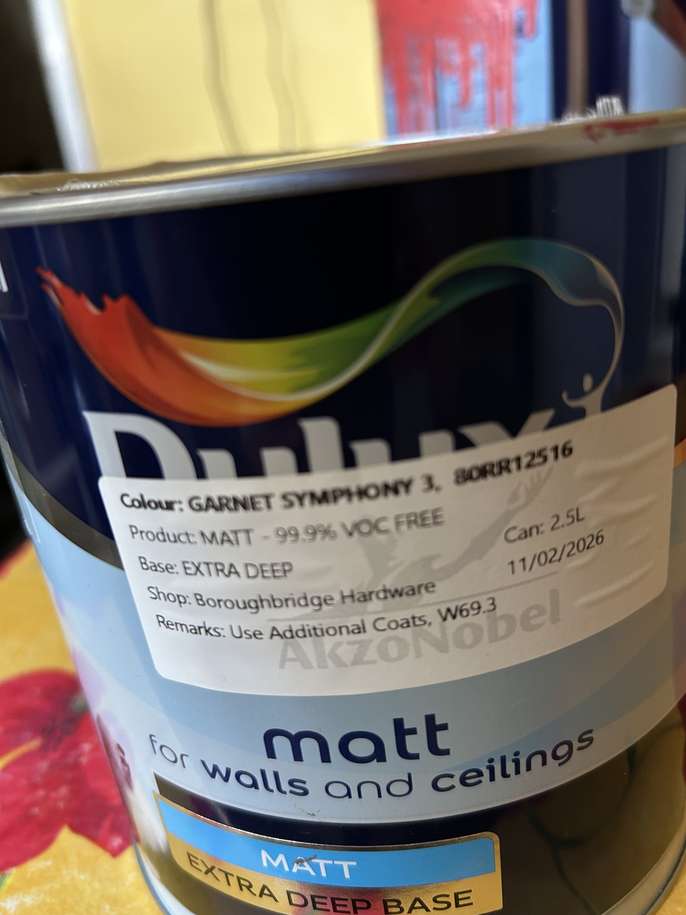 Dulux
Colour: GARNET SYMPHONY 3, 80RR12516
Product: MATT - 99.9% VOC FREE
Base: EXTRA DEEP
Can: 2.5L
Shop: Boroughbridge Hardware
11/02/2026
Remarks: Use Additional Coats, W69.3
AkzoNobel
matt
for walls and ceilings
MATT
EXTRA DEEP BASE